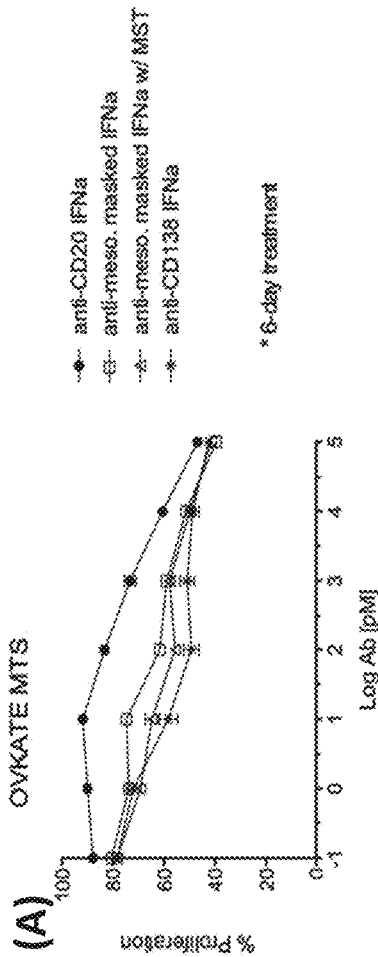 (A)
OVKATE MTS
% Proliferation
100
80
60
40
20
0
-1 0 1 2 3 4 5
Log Ab [pM]
anti-CD20 IFNa
anti-meso. masked IFNa
anti-meso. masked IFNa w/ MST
anti-CD138 IFNa
* 6-day treatment